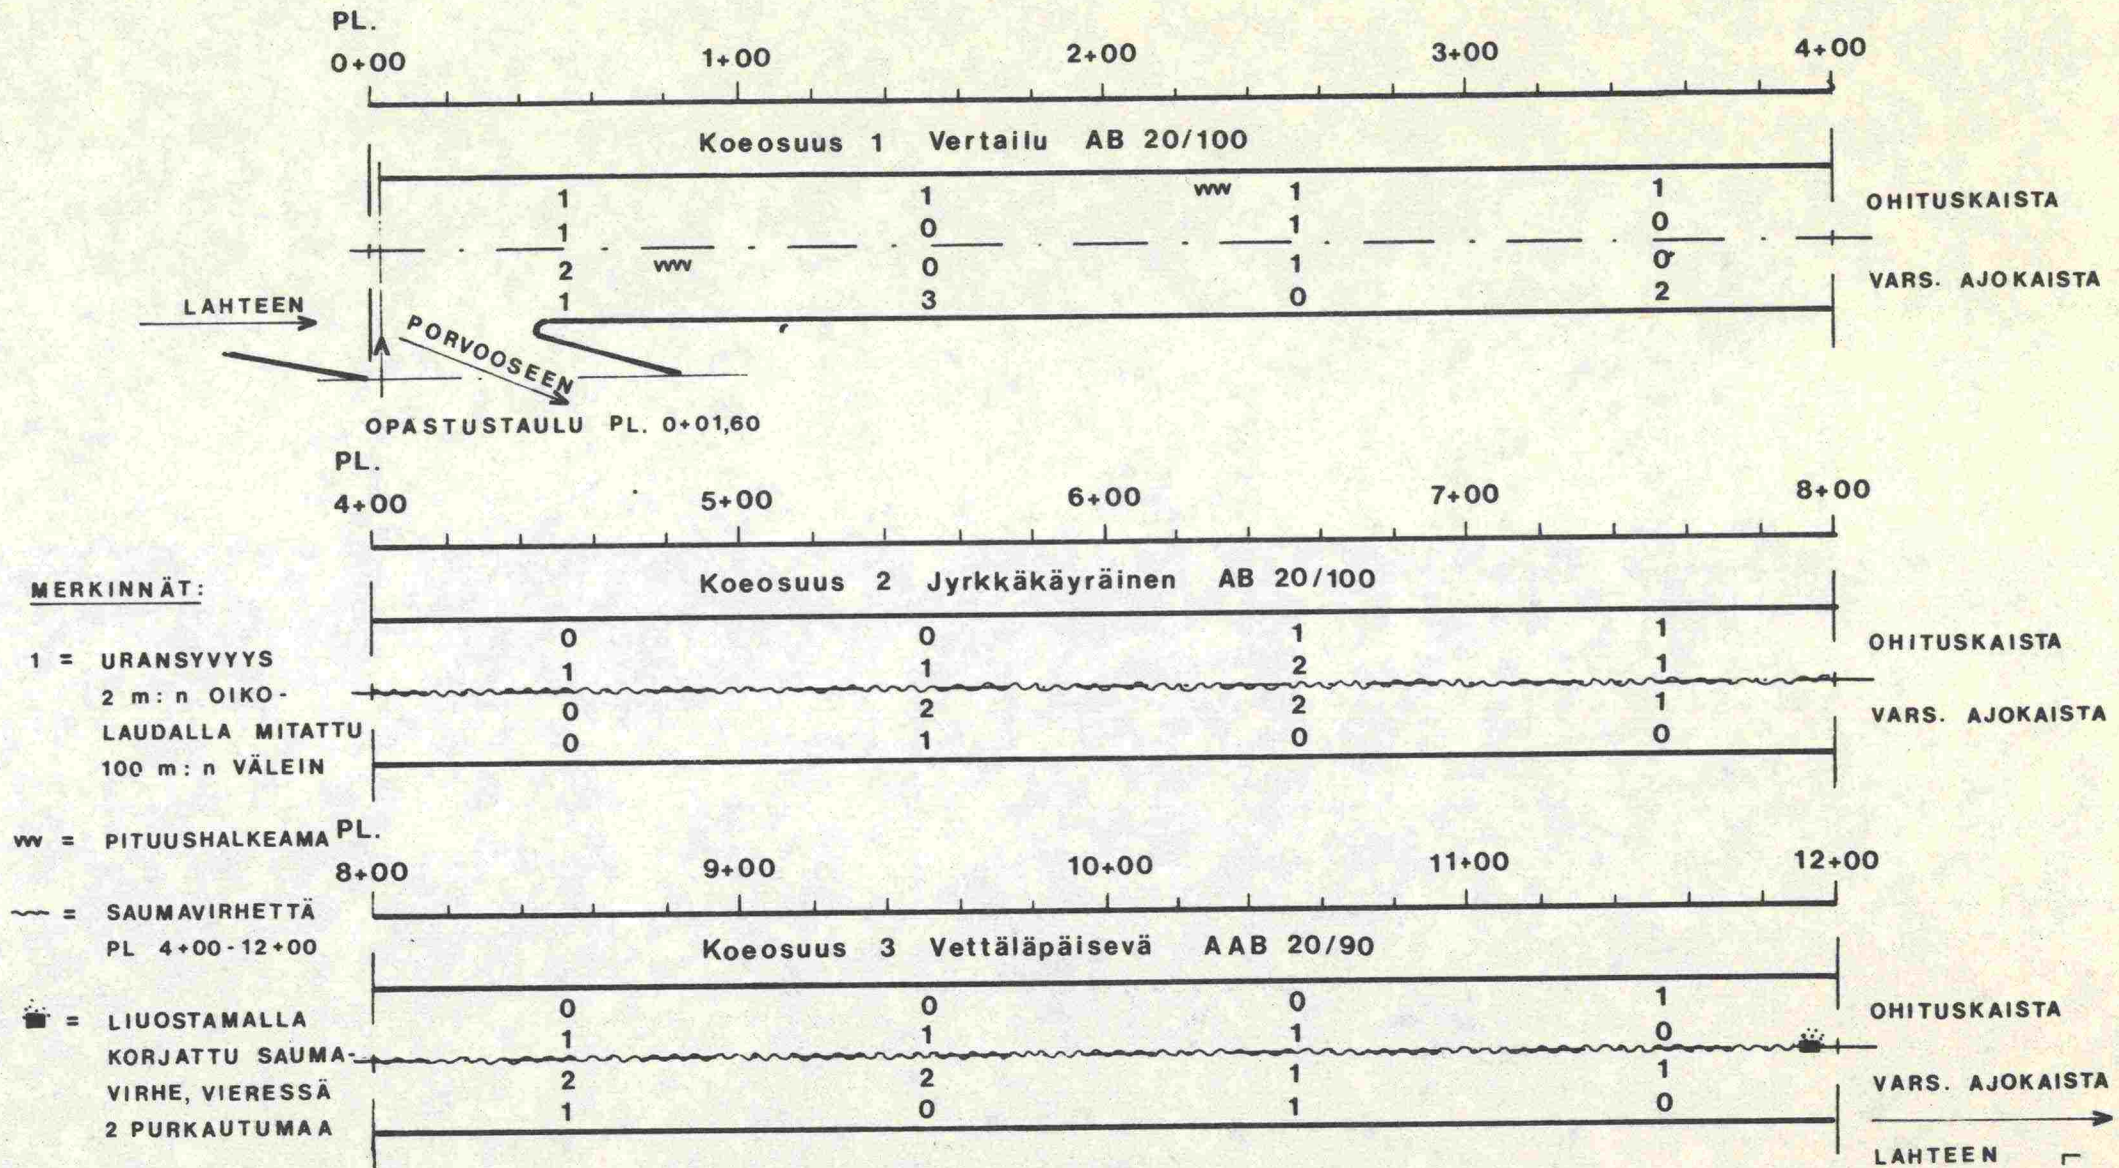 PL.
0+00 1+00 2+00 3+00 4+00
Koeosuus 1 Vertailu AB 20/100
1 1 1 1
1 0 1 0
OHITUSKAISTA
2 0 1 0
1 3 0 2
VARS. AJOKAISTA
LAHTEEN
PORVOOSEEN
OPASTUSTAULU PL. 0+01,60
PL.
4+00 5+00 6+00 7+00 8+00
Koeosuus 2 Jyrkkäkäyräinen AB 20/100
0 0 1 1
1 1 2 1
OHITUSKAISTA
0 2 2 1
0 1 0 0
VARS. AJOKAISTA
PL.
8+00 9+00 10+00 11+00 12+00
Koeosuus 3 Vettäläpäisevä AAB 20/90
0 0 0 1
1 1 1 0
OHITUSKAISTA
2 2 1 1
1 0 1 0
VARS. AJOKAISTA
LAHTEEN
MERKINNÄT:
1 = URANSYVYYS
2 m:n OIKO-
LAUDALLA MITATTU
100 m:n VÄLEIN
= PITUUSHALKEAMA
= SAUMAVIRHETTÄ
PL 4+00-12+00
= LIUOSTAMALLA
KORJATTU SAUMA-
VIRHE, VIERESSÄ
2 PURKAUTUMAA